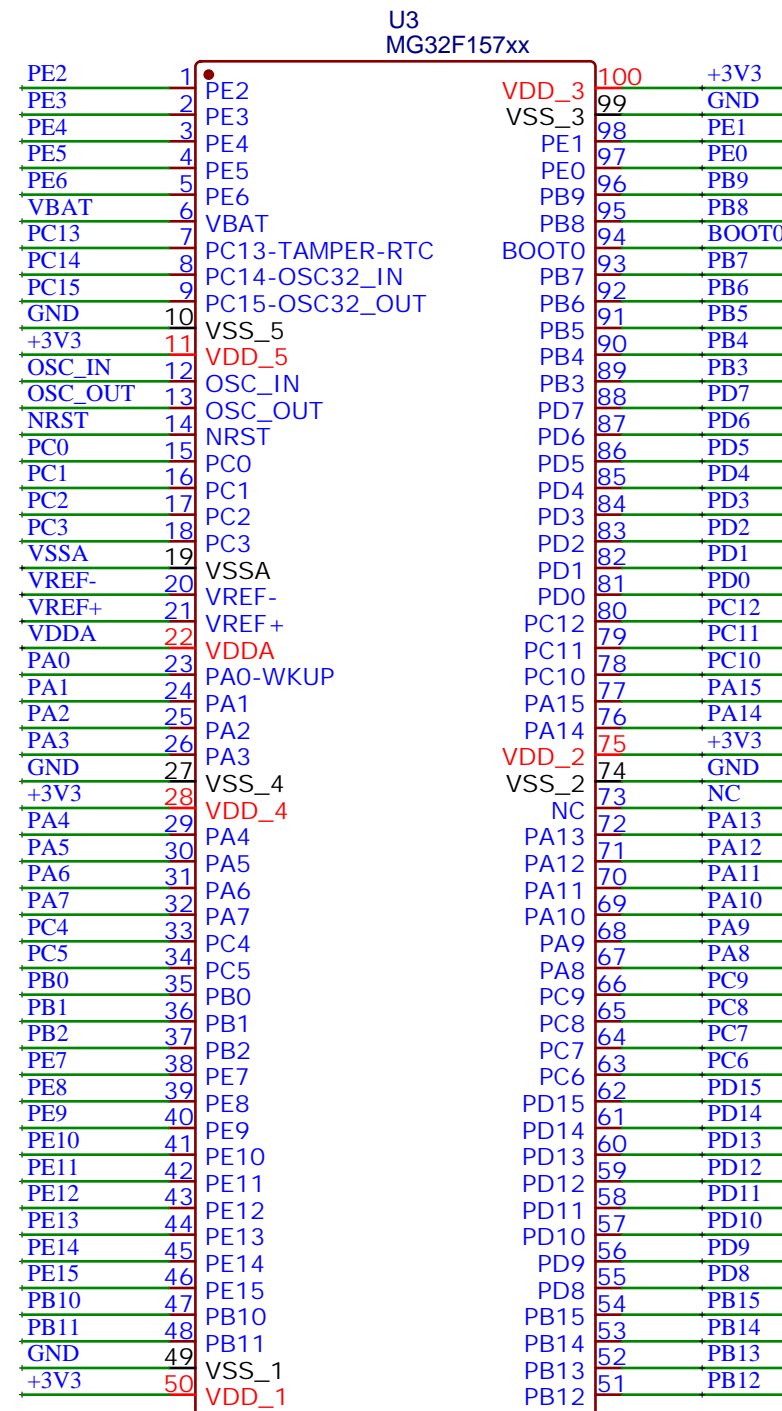 U3
MG32F157xx
PE2 1 PE2 VDD_3 100 +3V3
PE3 2 PE3 VSS_3 99 GND
PE4 3 PE4 PE1 98 PE1
PE5 4 PE5 PE0 97 PE0
PE6 5 PE6 PB9 96 PB9
VBAT 6 VBAT PB8 95 PB8
PC13 7 PC13-TAMPER-RTC BOOT0 94 BOOT0
PC14 8 PC14-OSC32_IN PB7 93 PB7
PC15 9 PC15-OSC32_OUT PB6 92 PB6
GND 10 VSS_5 PB5 91 PB5
+3V3 11 VDD_5 PB4 90 PB4
OSC_IN 12 OSC_IN PB3 89 PB3
OSC_OUT 13 OSC_OUT PD7 88 PD7
NRST 14 NRST PD6 87 PD6
PC0 15 PC0 PD5 86 PD5
PC1 16 PC1 PD4 85 PD4
PC2 17 PC2 PD3 84 PD3
PC3 18 PC3 PD2 83 PD2
VSSA 19 VSSA PD1 82 PD1
VREF- 20 VREF- PD0 81 PD0
VREF+ 21 VREF+ PC12 80 PC12
VDDA 22 VDDA PC11 79 PC11
PA0 23 PA0-WKUP PC10 78 PC10
PA1 24 PA1 PA15 77 PA15
PA2 25 PA2 PA14 76 PA14
PA3 26 PA3 VDD_2 75 +3V3
GND 27 VSS_4 VSS_2 74 GND
+3V3 28 VDD_4 NC 73 NC
PA4 29 PA4 PA13 72 PA13
PA5 30 PA5 PA12 71 PA12
PA6 31 PA6 PA11 70 PA11
PA7 32 PA7 PA10 69 PA10
PC4 33 PC4 PA9 68 PA9
PC5 34 PC5 PA8 67 PA8
PB0 35 PB0 PC9 66 PC9
PB1 36 PB1 PC8 65 PC8
PB2 37 PB2 PC7 64 PC7
PE7 38 PE7 PC6 63 PC6
PE8 39 PE8 PD15 62 PD15
PE9 40 PE9 PD14 61 PD14
PE10 41 PE10 PD13 60 PD13
PE11 42 PE11 PD12 59 PD12
PE12 43 PE12 PD11 58 PD11
PE13 44 PE13 PD10 57 PD10
PE14 45 PE14 PD9 56 PD9
PE15 46 PE15 PD8 55 PD8
PB10 47 PB10 PB15 54 PB15
PB11 48 PB11 PB14 53 PB14
GND 49 VSS_1 PB13 52 PB13
+3V3 50 VDD_1 PB12 51 PB12